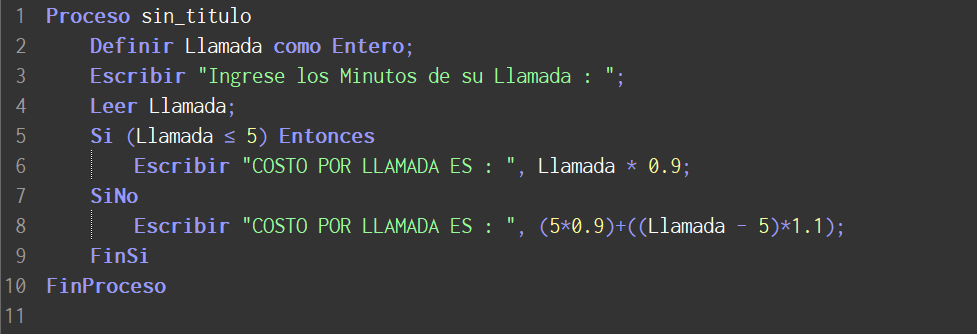 1 Proceso sin_titulo
2 Definir Llamada como Entero;
3 Escribir "Ingrese los Minutos de su Llamada : ";
4 Leer Llamada;
5 Si (Llamada ≤ 5) Entonces
6 Escribir "COSTO POR LLAMADA ES : ", Llamada * 0.9;
7 SiNo
8 Escribir "COSTO POR LLAMADA ES : ", (5*0.9)+((Llamada - 5)*1.1);
9 FinSi
10 FinProceso
11